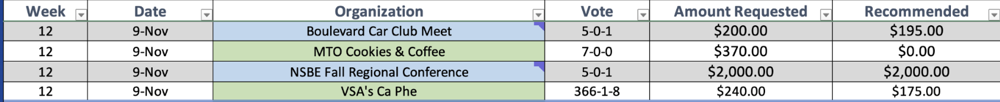 Week Date Organization Vote Amount Requested Recommended
12 9-Nov Boulevard Car Club Meet 5-0-1 $200.00 $195.00
12 9-Nov MTO Cookies & Coffee 7-0-0 $370.00 $0.00
12 9-Nov NSBE Fall Regional Conference 5-0-1 $2,000.00 $2,000.00
12 9-Nov VSA's Ca Phe 366-1-8 $240.00 $175.00